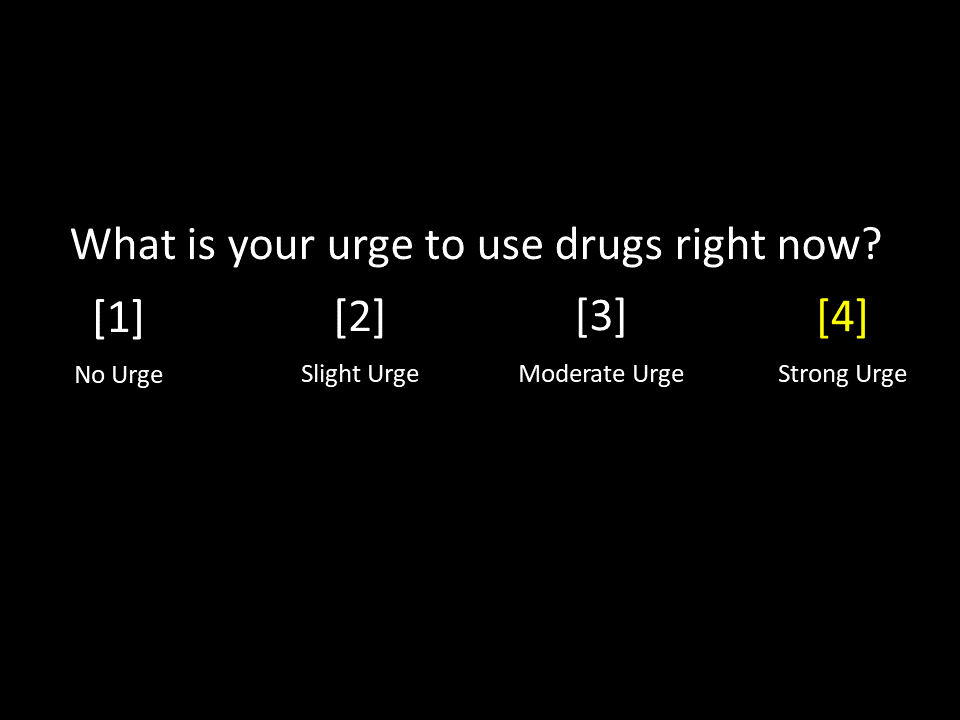 What is your urge to use drugs right now?
[1] [2] [3] [4]
No Urge Slight Urge Moderate Urge Strong Urge